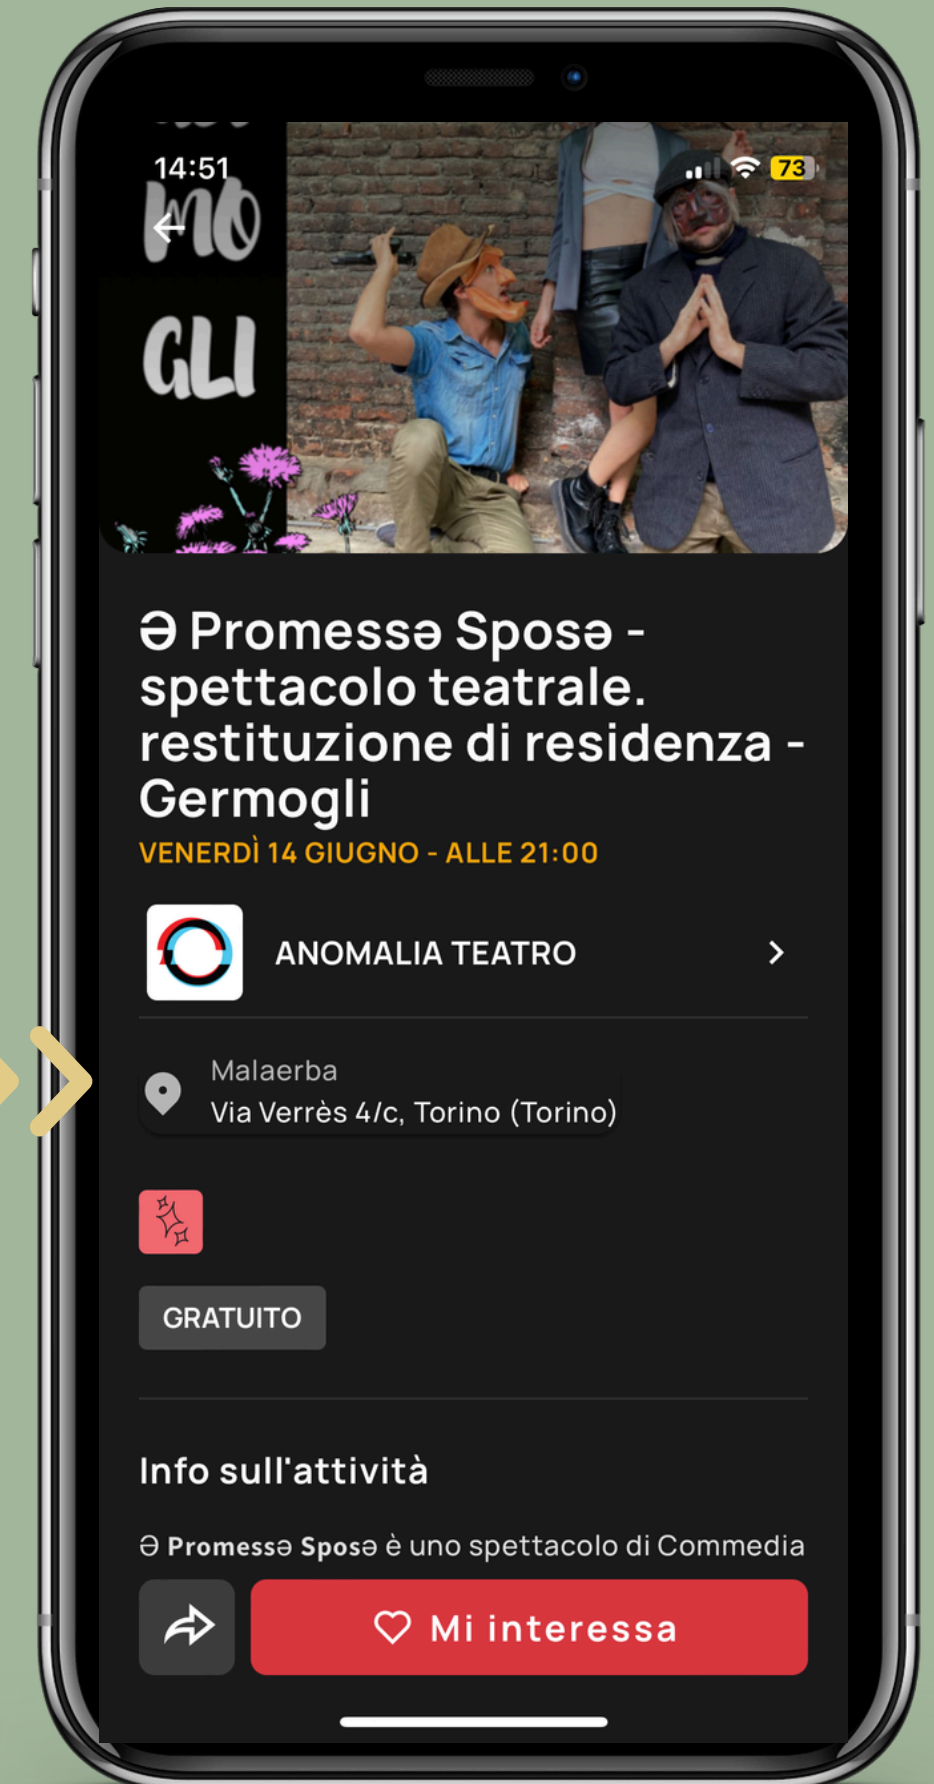 14:51
73
MO
GLI
Ə Promessə Sposə -
spettacolo teatrale.
restituzione di residenza -
Germogli
VENERDÌ 14 GIUGNO - ALLE 21:00
ANOMALIA TEATRO
Malaerba
Via Verrès 4/c, Torino (Torino)
GRATUITO
Info sull'attività
Ə Promessə Sposə è uno spettacolo di Commedia
Mi interessa